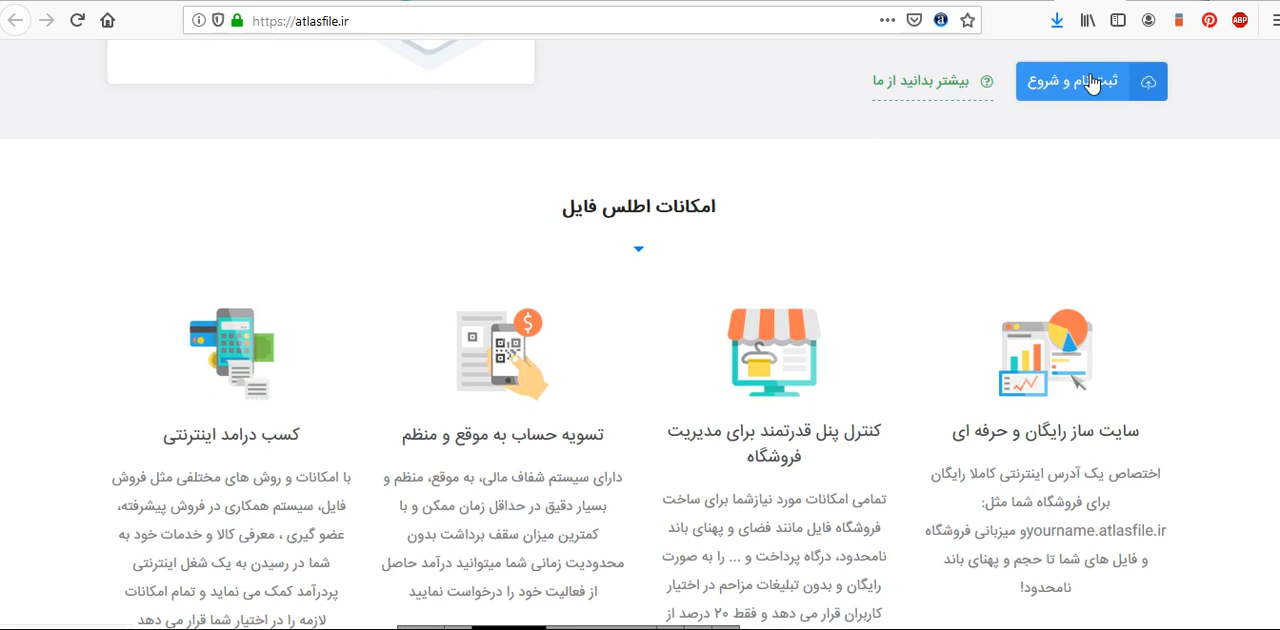 https://atlasfile.ir
ABP
ثبت نام و شروع
بیشتر بدانید از ما
امکانات اطلس فایل
سایت ساز رایگان و حرفه ای
اختصاص یک آدرس اینترنتی کاملا رایگان
برای فروشگاه شما مثل:
yourname.atlasfile.irو میزبانی فروشگاه
و فایل های شما تا حجم و پهنای باند
نامحدود!
کنترل پنل قدرتمند برای مدیریت
فروشگاه
تمامی امکانات مورد نیازشما برای ساخت
فروشگاه فایل مانند فضای و پهنای باند
نامحدود، درگاه پرداخت و ... را به صورت
رایگان و بدون تبلیغات مزاحم در اختیار
کاربران قرار می دهد و فقط ۲۰ درصد از
تسویه حساب به موقع و منظم
دارای سیستم شفاف مالی، به موقع، منظم و
بسیار دقیق در حداقل زمان ممکن و با
کمترین میزان سقف برداشت بدون
محدودیت زمانی شما میتوانید درآمد حاصل
از فعالیت خود را درخواست نمایید
کسب درامد اینترنتی
با امکانات و روش های مختلفی مثل فروش
فایل، سیستم همکاری در فروش پیشرفته،
عضو گیری ، معرفی کالا و خدمات خود به
شما در رسیدن به یک شغل اینترنتی
پردرآمد کمک می نماید و تمام امکانات
لازمه را در اختیار شما قرار می دهد